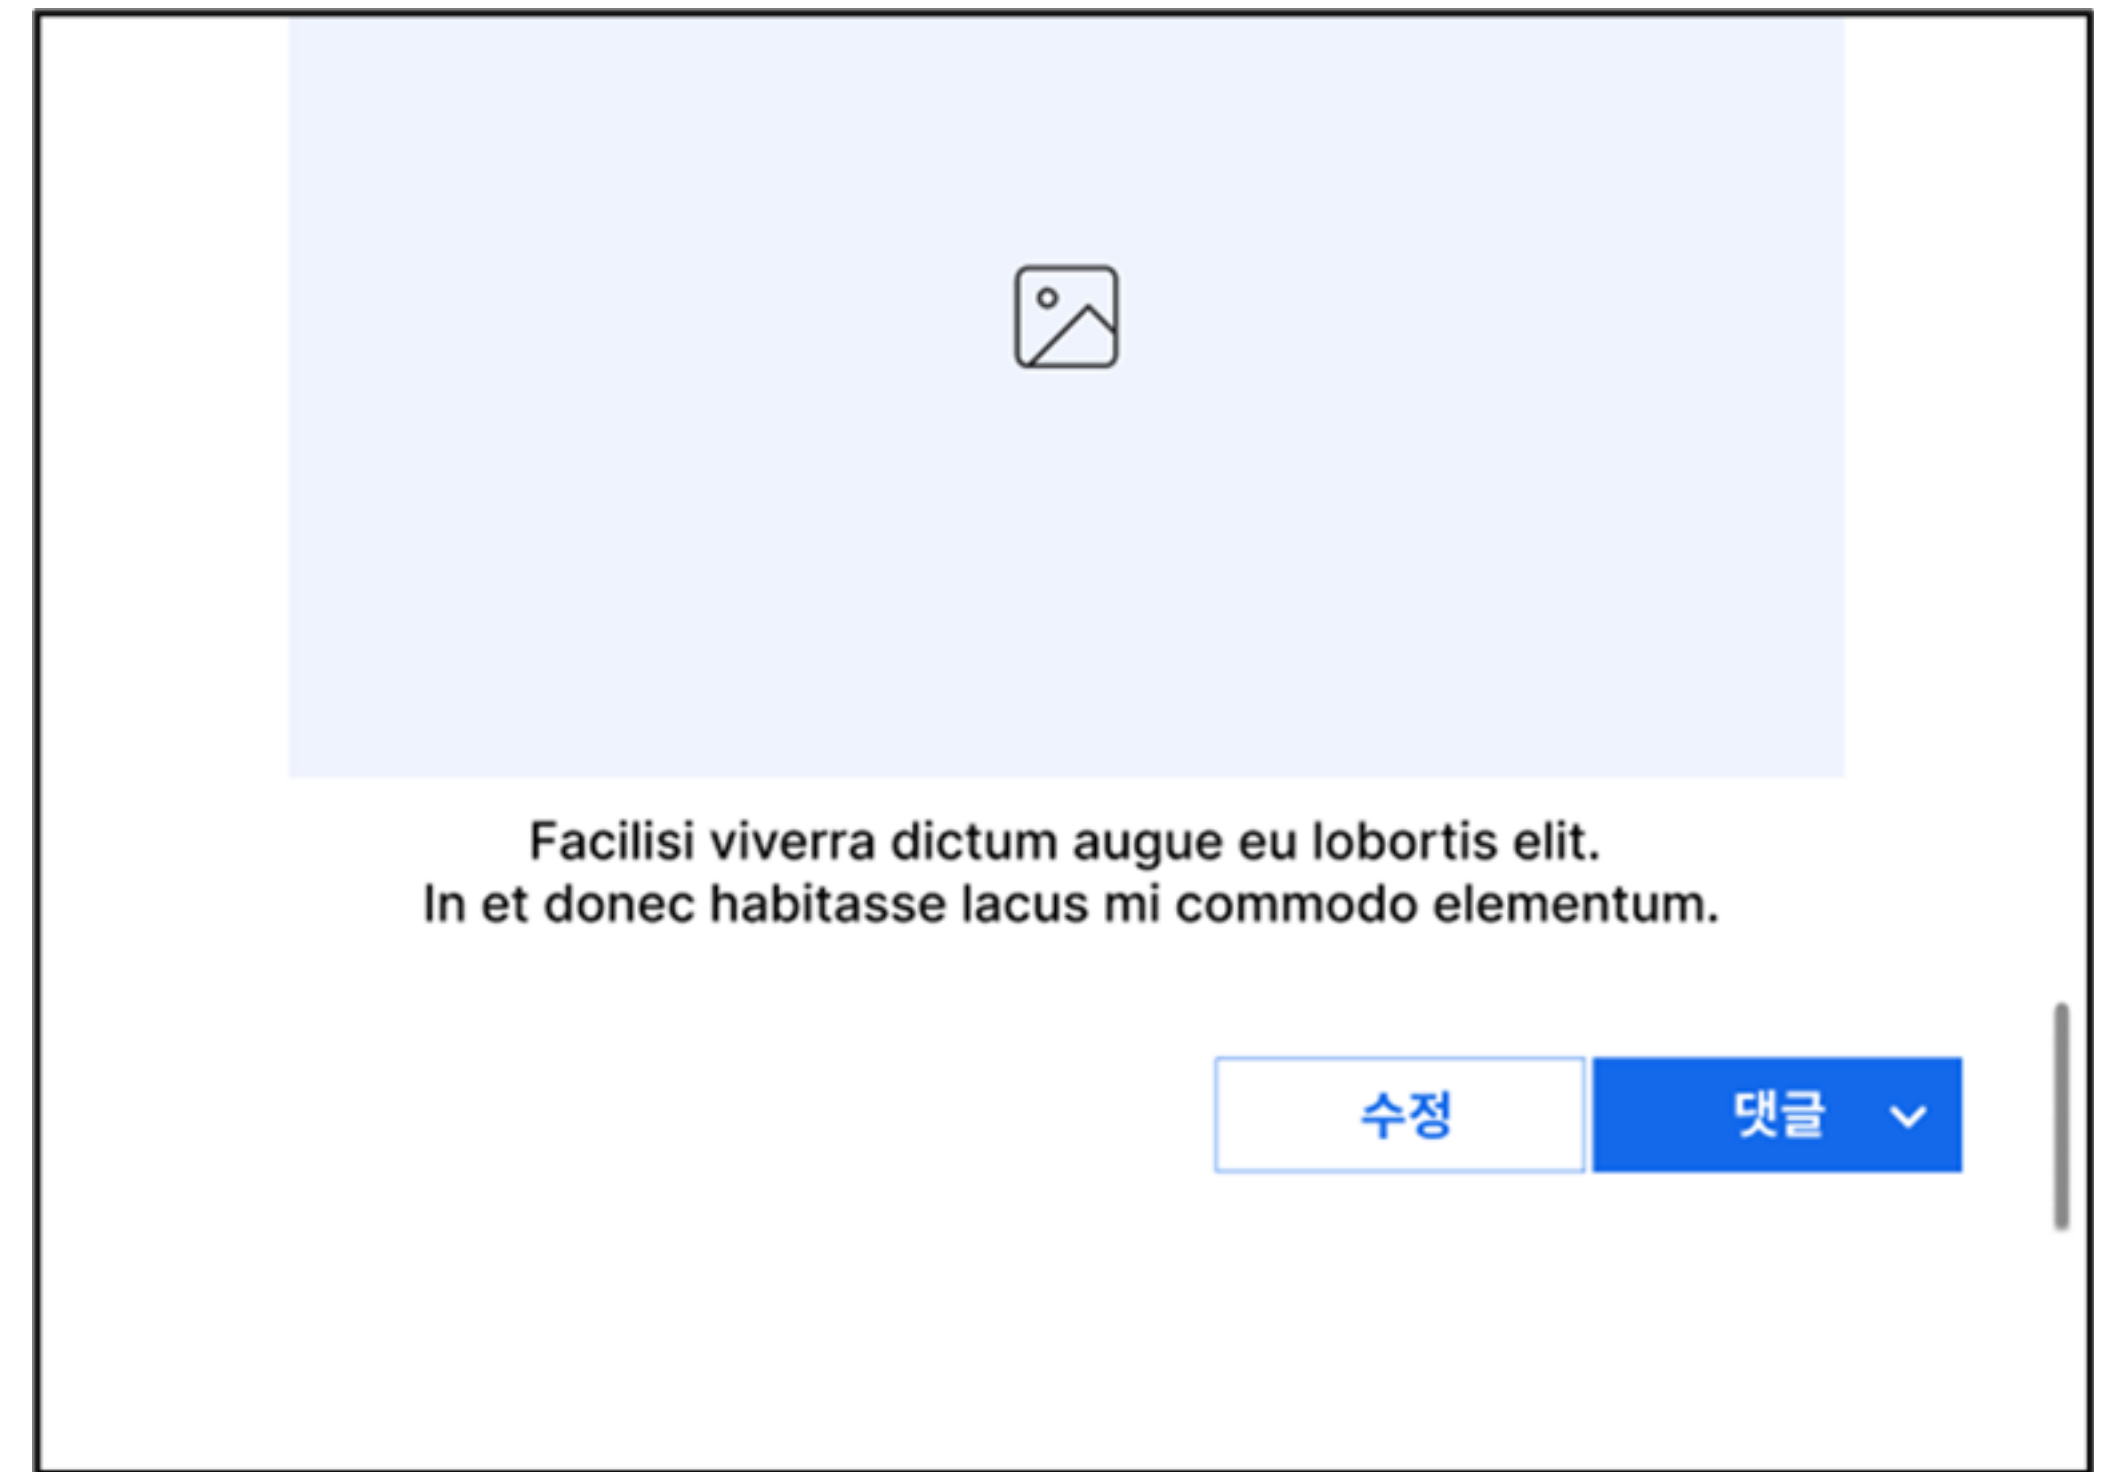 Facilisi viverra dictum augue eu lobortis elit.
In et donec habitasse lacus mi commodo elementum.
수정 댓글